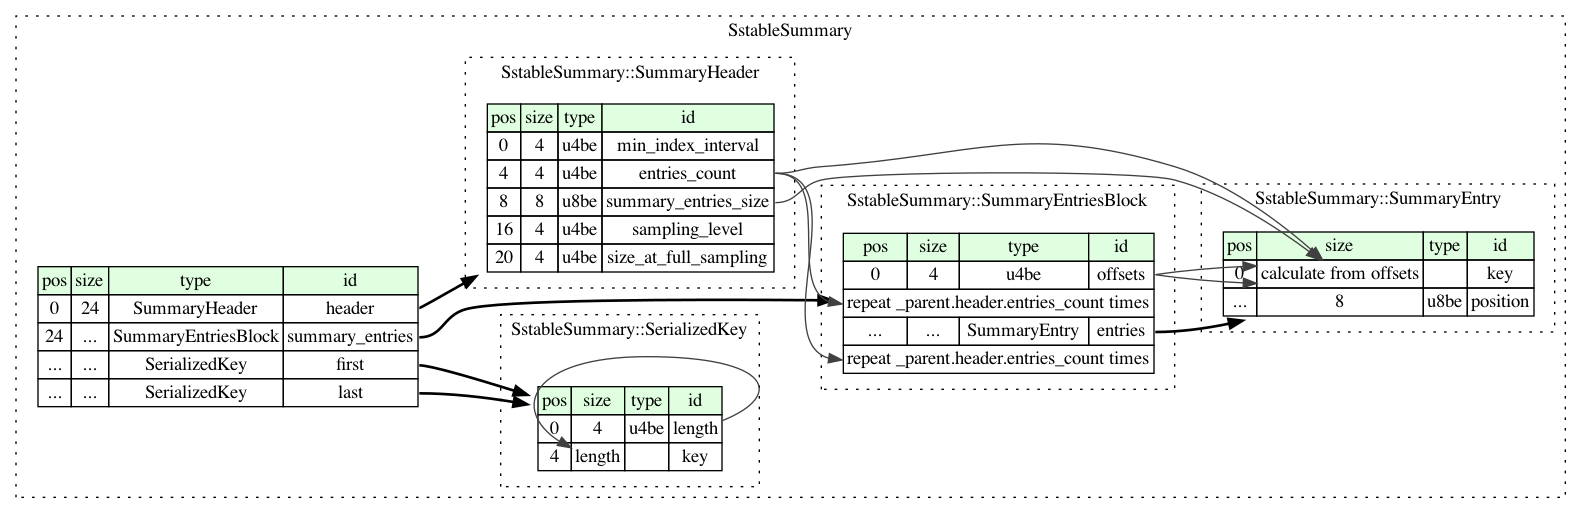 SstableSummary
SstableSummary::SummaryHeader
pos size type id
0 4 u4be min_index_interval
4 4 u4be entries_count
8 8 u8be summary_entries_size
16 4 u4be sampling_level
20 4 u4be size_at_full_sampling
pos size type id
0 24 SummaryHeader header
24 ... SummaryEntriesBlock summary_entries
... ... SerializedKey first
... ... SerializedKey last
SstableSummary::SerializedKey
pos size type id
0 4 u4be length
4 length key
SstableSummary::SummaryEntriesBlock
pos size type id
0 4 u4be offsets
repeat _parent.header.entries_count times
... ... SummaryEntry entries
repeat _parent.header.entries_count times
SstableSummary::SummaryEntry
pos size type id
0 calculate from offsets key
... 8 u8be position